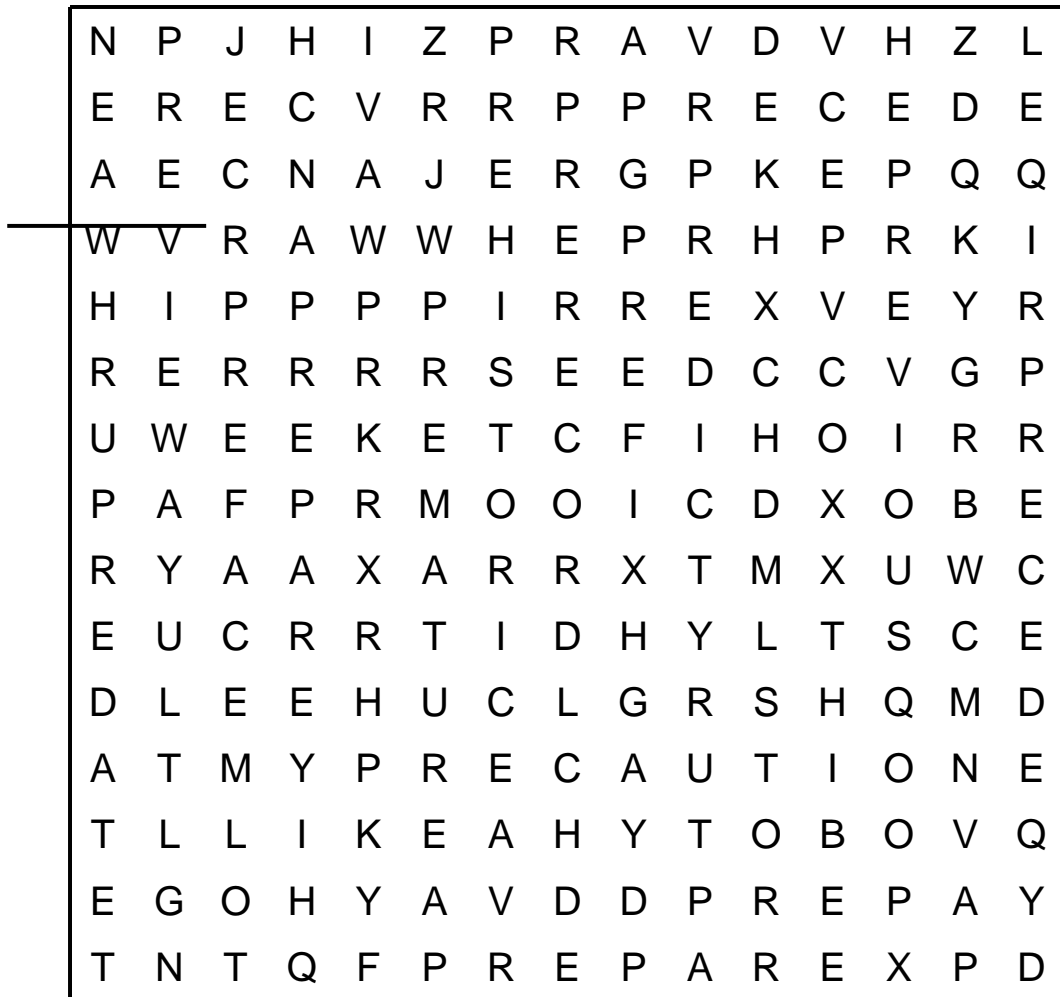 N P J H I Z P R A V D V H Z L
E R E C V R R P P R E C E D E
A E C N A J E R G P K E P Q Q
W V R A W W H E P R H P R K I
H I P P P P I R R E X V E Y R
R E R R R R S E E D C C V G P
U W E E K E T C F I H O I R R
P A F P R M O O I C D X O B E
R Y A A X A R R X T M X U W C
E U C R R T I D H Y L T S C E
D L E E H U C L G R S H Q M D
A T M Y P R E C A U T I O N E
T L L I K E A H Y T O B O V Q
E G O H Y A V D D P R E P A Y
T N T Q F P R E P A R E X P D